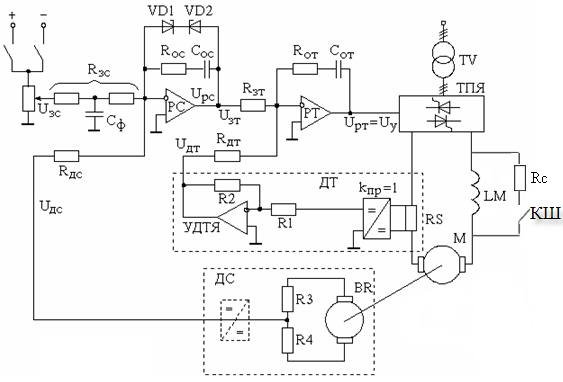 + −
VD1 VD2
Rзс
Rос Cос
Uрс
Rот Cот
TV
ТПЯ
Uзс
Cф
РС
Rзт
Uзт
РТ
Uрт=Uу
Rдс
Uдт
Rдт
ДТ
kпр=1
Uдс
R2
УДТЯ
R1
=
=
RS
LM
Rc
КШ
M
ДС
R3
BR
=
=
R4